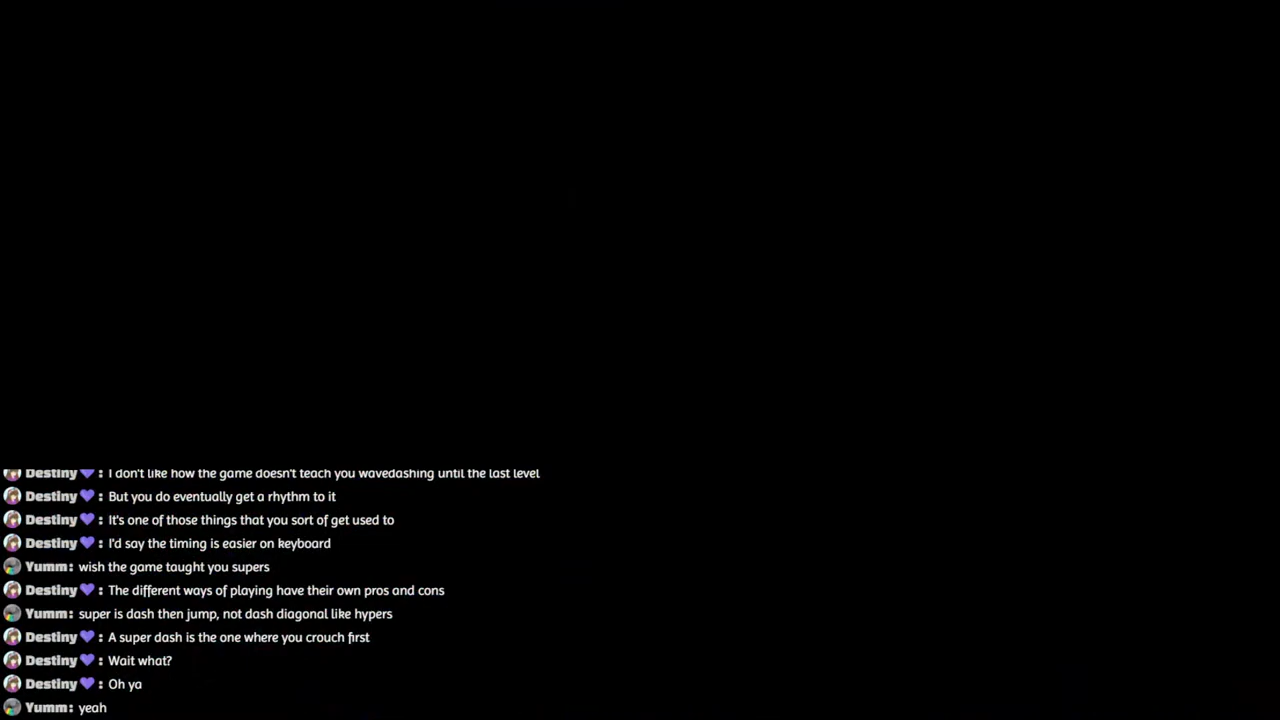 Destiny💜 : I don't like how the game doesn't teach you wavedashing until the last level
Destiny💜 : But you do eventually get a rhythm to it
Destiny💜 : It's one of those things that you sort of get used to
Destiny💜 : I'd say the timing is easier on keyboard
Yumm: wish the game taught you supers
Destiny💜 : The different ways of playing have their own pros and cons
Yumm: super is dash then jump, not dash diagonal like hypers
Destiny💜 : A super dash is the one where you crouch first
Destiny💜 : Wait what?
Destiny💜 : Oh ya
Yumm: yeah